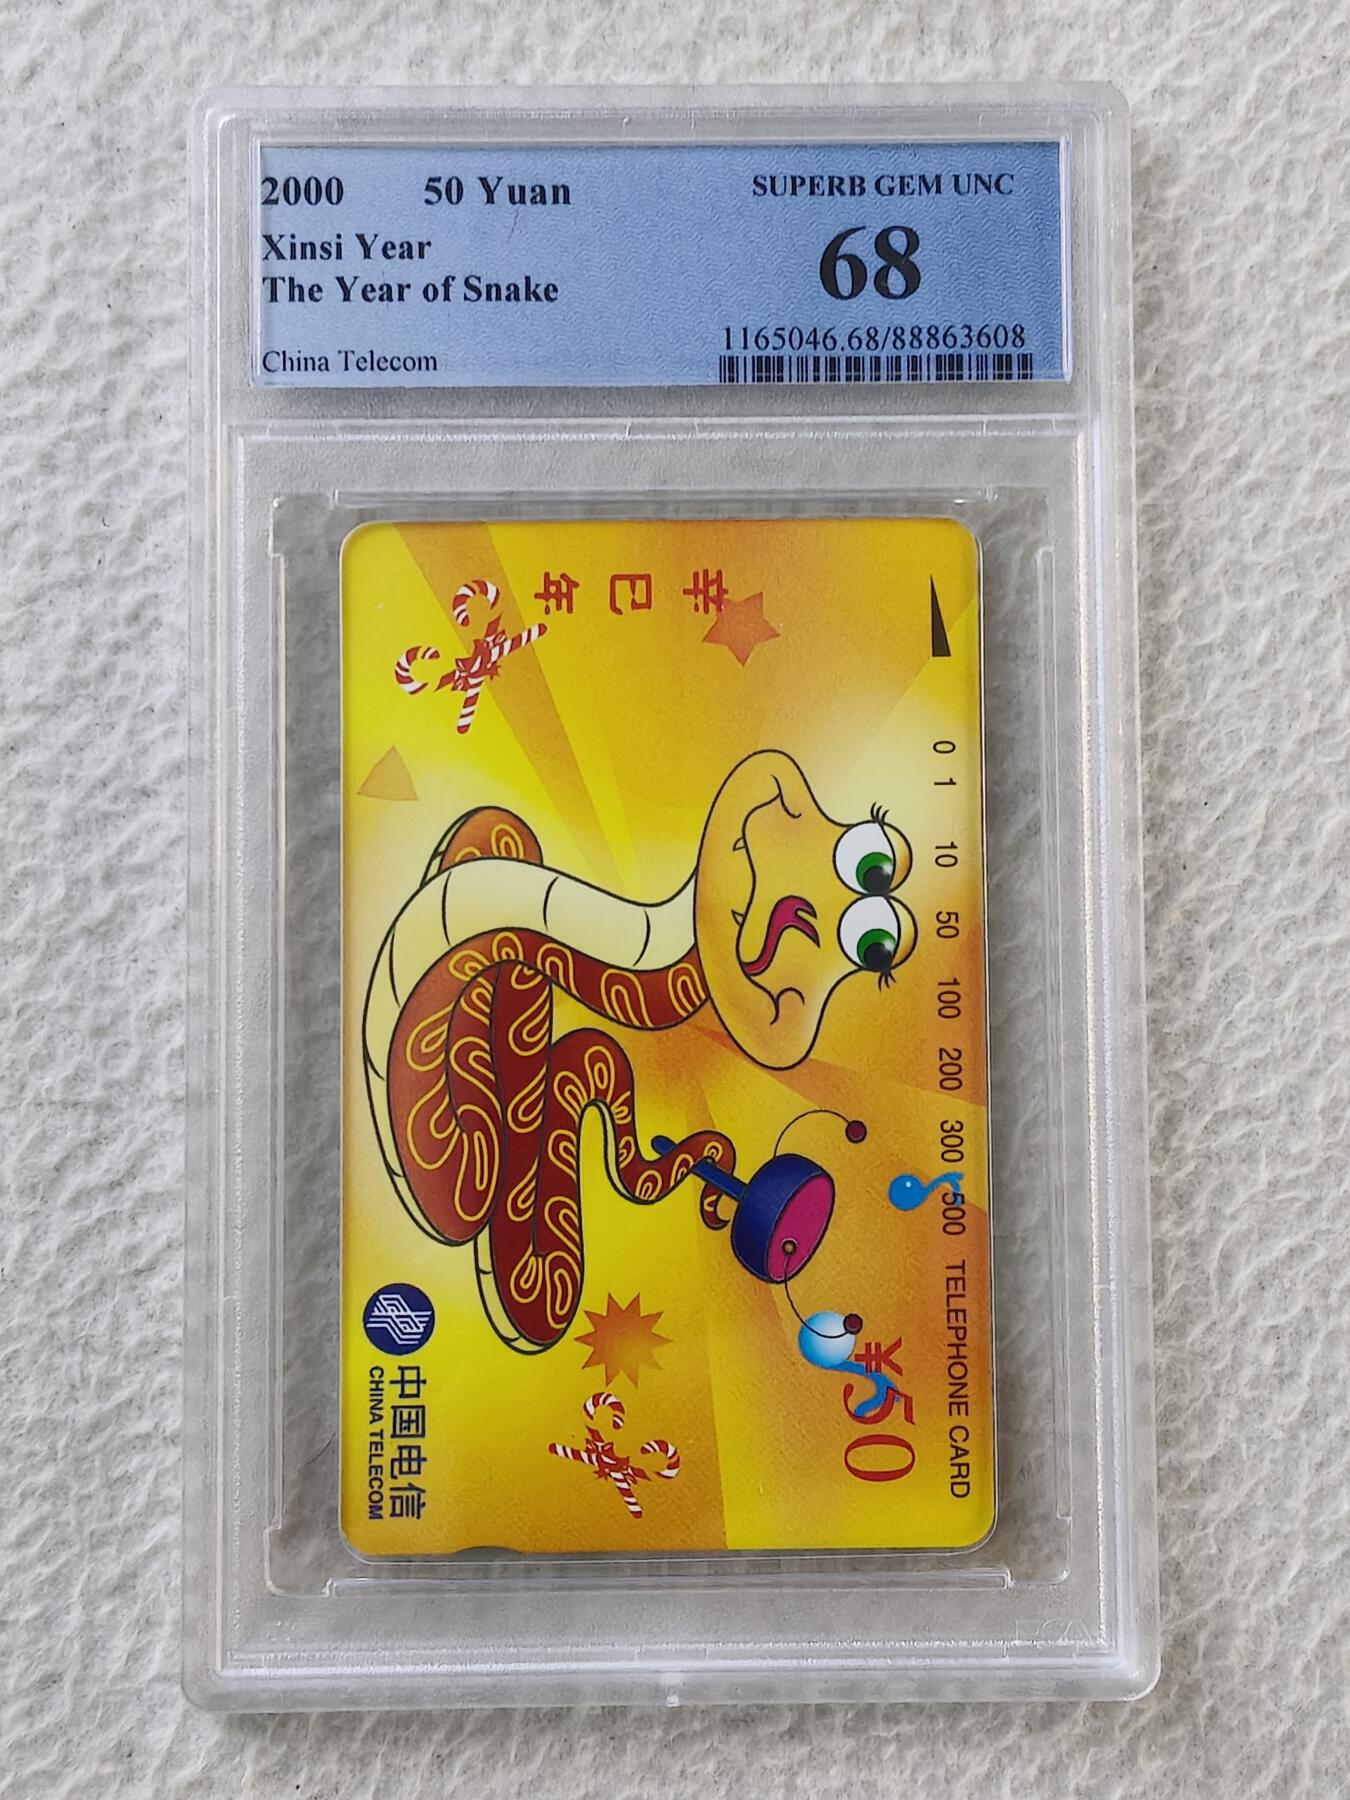 2000 50 Yuan
Xinsi Year
The Year of Snake
China Telecom
SUPERB GEM UNC
68
1165046.68/88863608
0 1 10 50 100 200 300 500 TELEPHONE CARD
辛巳年
¥50
中国电信
CHINA TELECOM